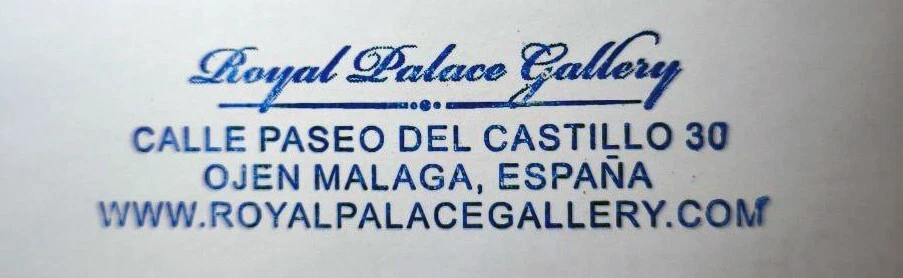 Royal Palace Gallery
CALLE PASEO DEL CASTILLO 30
OJEN MALAGA, ESPAÑA
WWW.ROYALPALACEGALLERY.COM